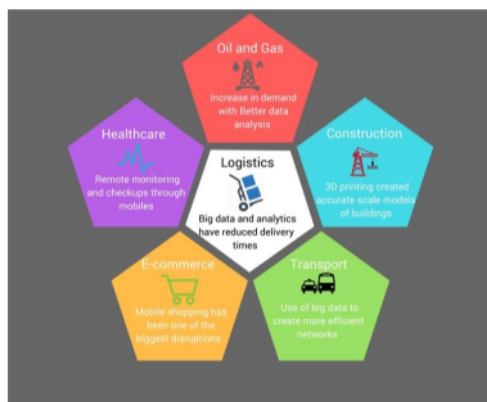 Oil and Gas
Increase in demand
with Better data
analysis
Healthcare
Remote monitoring
and checkups through
mobiles
Logistics
Big data and analytics
have reduced delivery
times
Construction
3D printing created
accurate scale models
of buildings
E-commerce
Mobile shopping has
been one of the
biggest disruptions
Transport
Use of big data to
create more efficient
networks